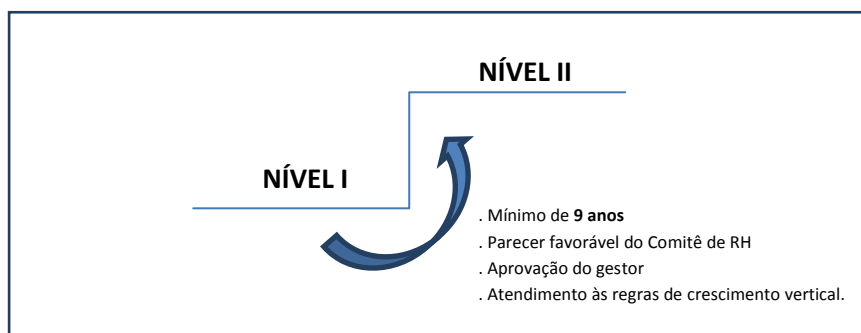 NÍVEL II
NÍVEL I
. Mínimo de 9 anos
. Parecer favorável do Comitê de RH
. Aprovação do gestor
. Atendimento às regras de crescimento vertical.